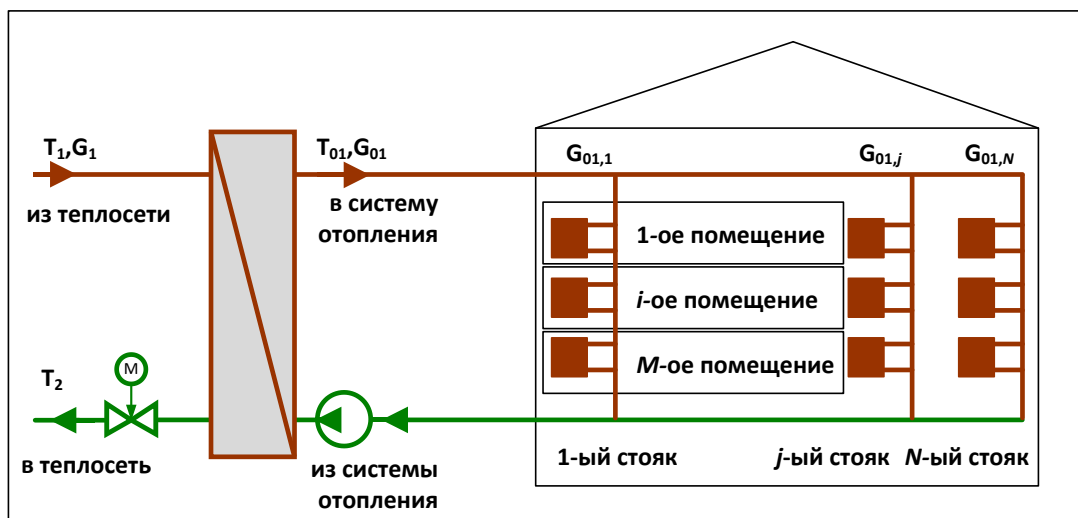 T₁,G₁
T₀₁,G₀₁
G₀₁,₁
G₀₁,j
G₀₁,N
из теплосети
в систему
отопления
1-ое помещение
i-ое помещение
M-ое помещение
T₂
M
в теплосеть
из системы
отопления
1-ый стояк
j-ый стояк
N-ый стояк